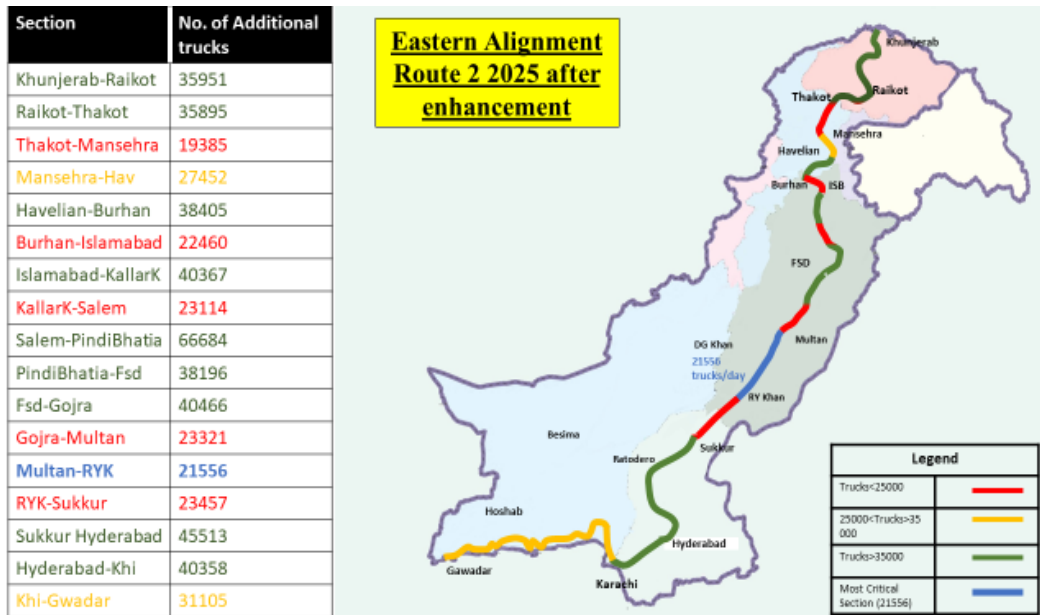 Section No. of Additional
trucks
Khunjerab-Raikot 35951
Raikot-Thakot 35895
Thakot-Mansehra 19385
Mansehra-Hav 27452
Havelian-Burhan 38405
Burhan-Islamabad 22460
Islamabad-KallarK 40367
KallarK-Salem 23114
Salem-PindiBhatia 66684
PindiBhatia-Fsd 38196
Fsd-Gojra 40466
Gojra-Multan 23321
Multan-RYK 21556
RYK-Sukkur 23457
Sukkur Hyderabad 45513
Hyderabad-Khi 40358
Khi-Gwadar 31105
Eastern Alignment
Route 2 2025 after
enhancement
Khunjerab
Raikot
Thakot
Mansehra
Havelian
Burhan
ISB
FSD
Multan
DG Khan
21556
trucks/day
RY Khan
Besima
Sukkur
Ratodero
Hoshab
Hyderabad
Gawadar
Karachi
Legend
Trucks<25000
25000<Trucks>35
000
Trucks>35000
Most Critical
Section (21556)